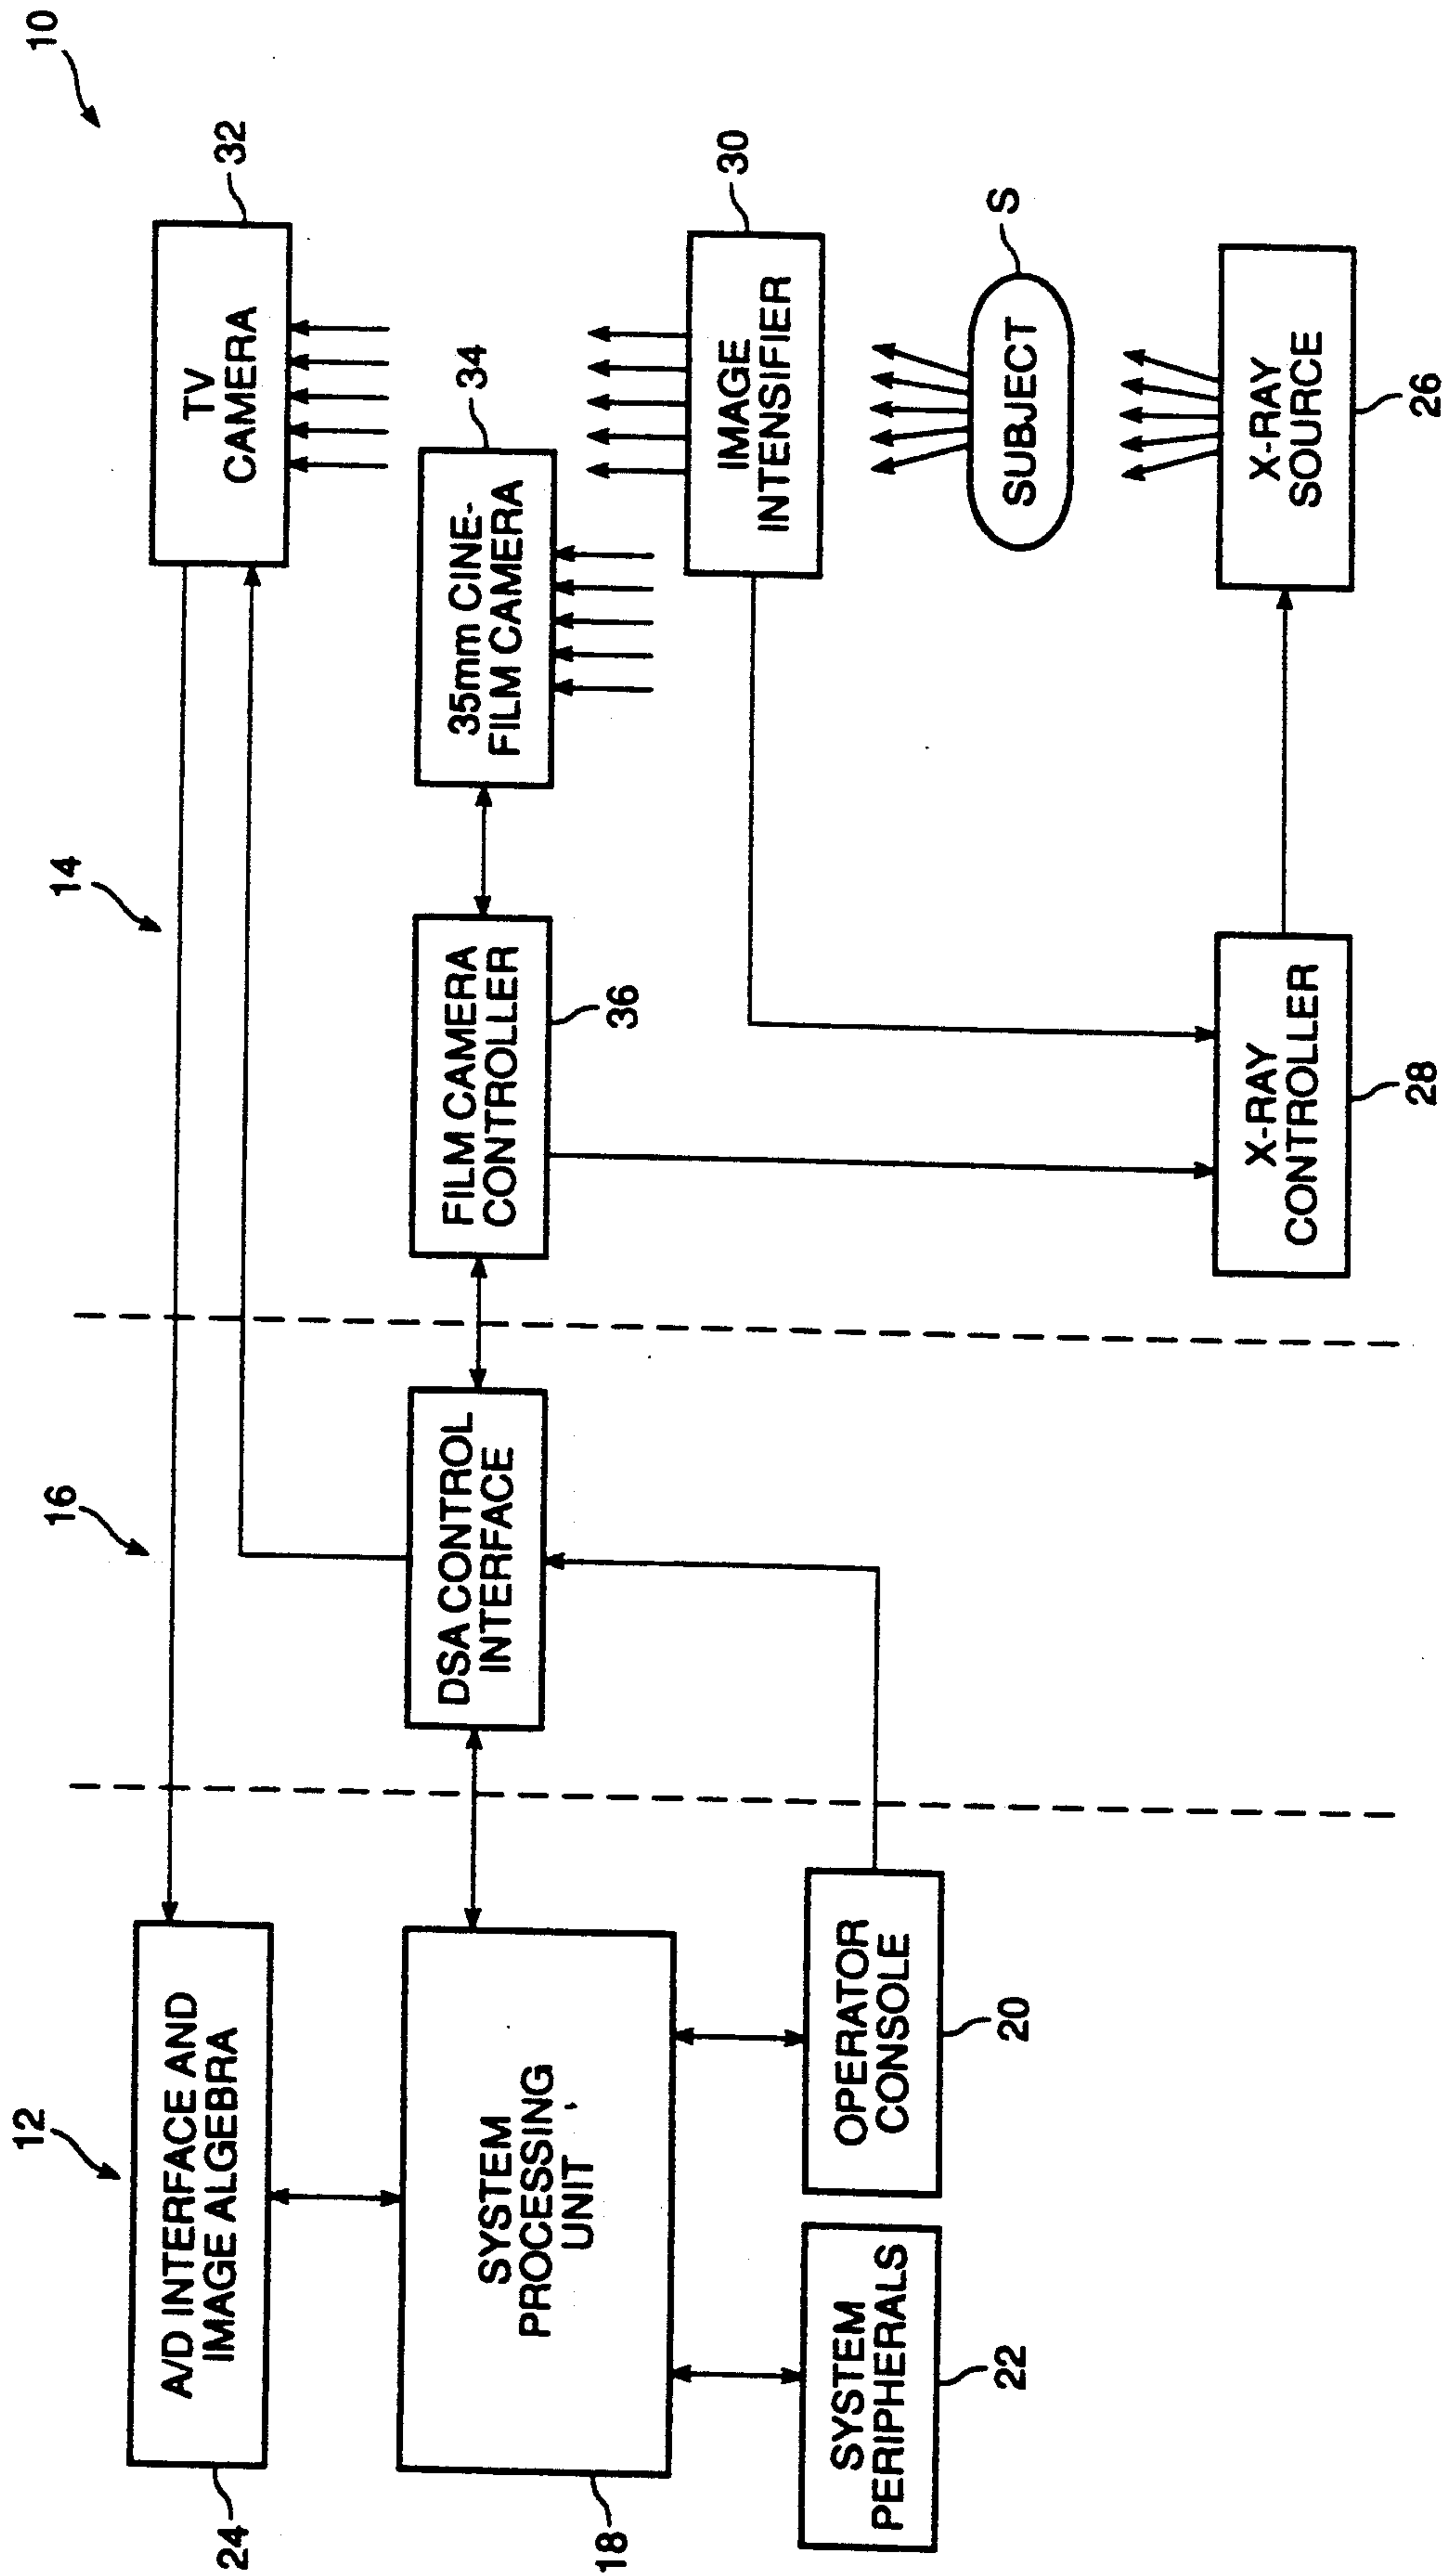 10
12
14
16
A/D INTERFACE AND
IMAGE ALGEBRA
24
TV
CAMERA
32
SYSTEM
PROCESSING
UNIT
18
DSA CONTROL
INTERFACE
FILM CAMERA
CONTROLLER
36
35mm CINE-
FILM CAMERA
34
IMAGE
INTENSIFIER
30
SYSTEM
PERIPHERALS
22
OPERATOR
CONSOLE
20
SUBJECT
S
X-RAY
CONTROLLER
28
X-RAY
SOURCE
26